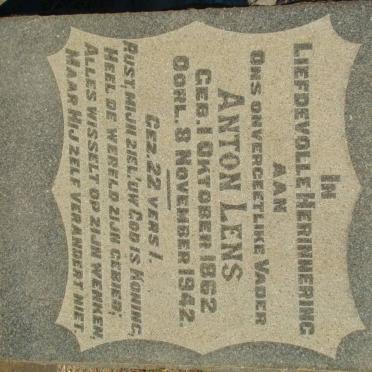 IN
LIEFDEVOLLE HERINNERING
AAN
ONS ONVERGEETLIKE VADER
ANTON LENS
GEB. 1 OKTOBER 1862
OORL. 8 NOVEMBER 1942.
GEZ. 22 VERS 1.
RUST, MIJN ZIEL! UW GOD IS KONING,
HEEL DE WERELD ZIJN GEBIED;
ALLES WISSELT OP ZIJN WENKEN,
MAAR HIJ ZELF VERANDERT NIET.